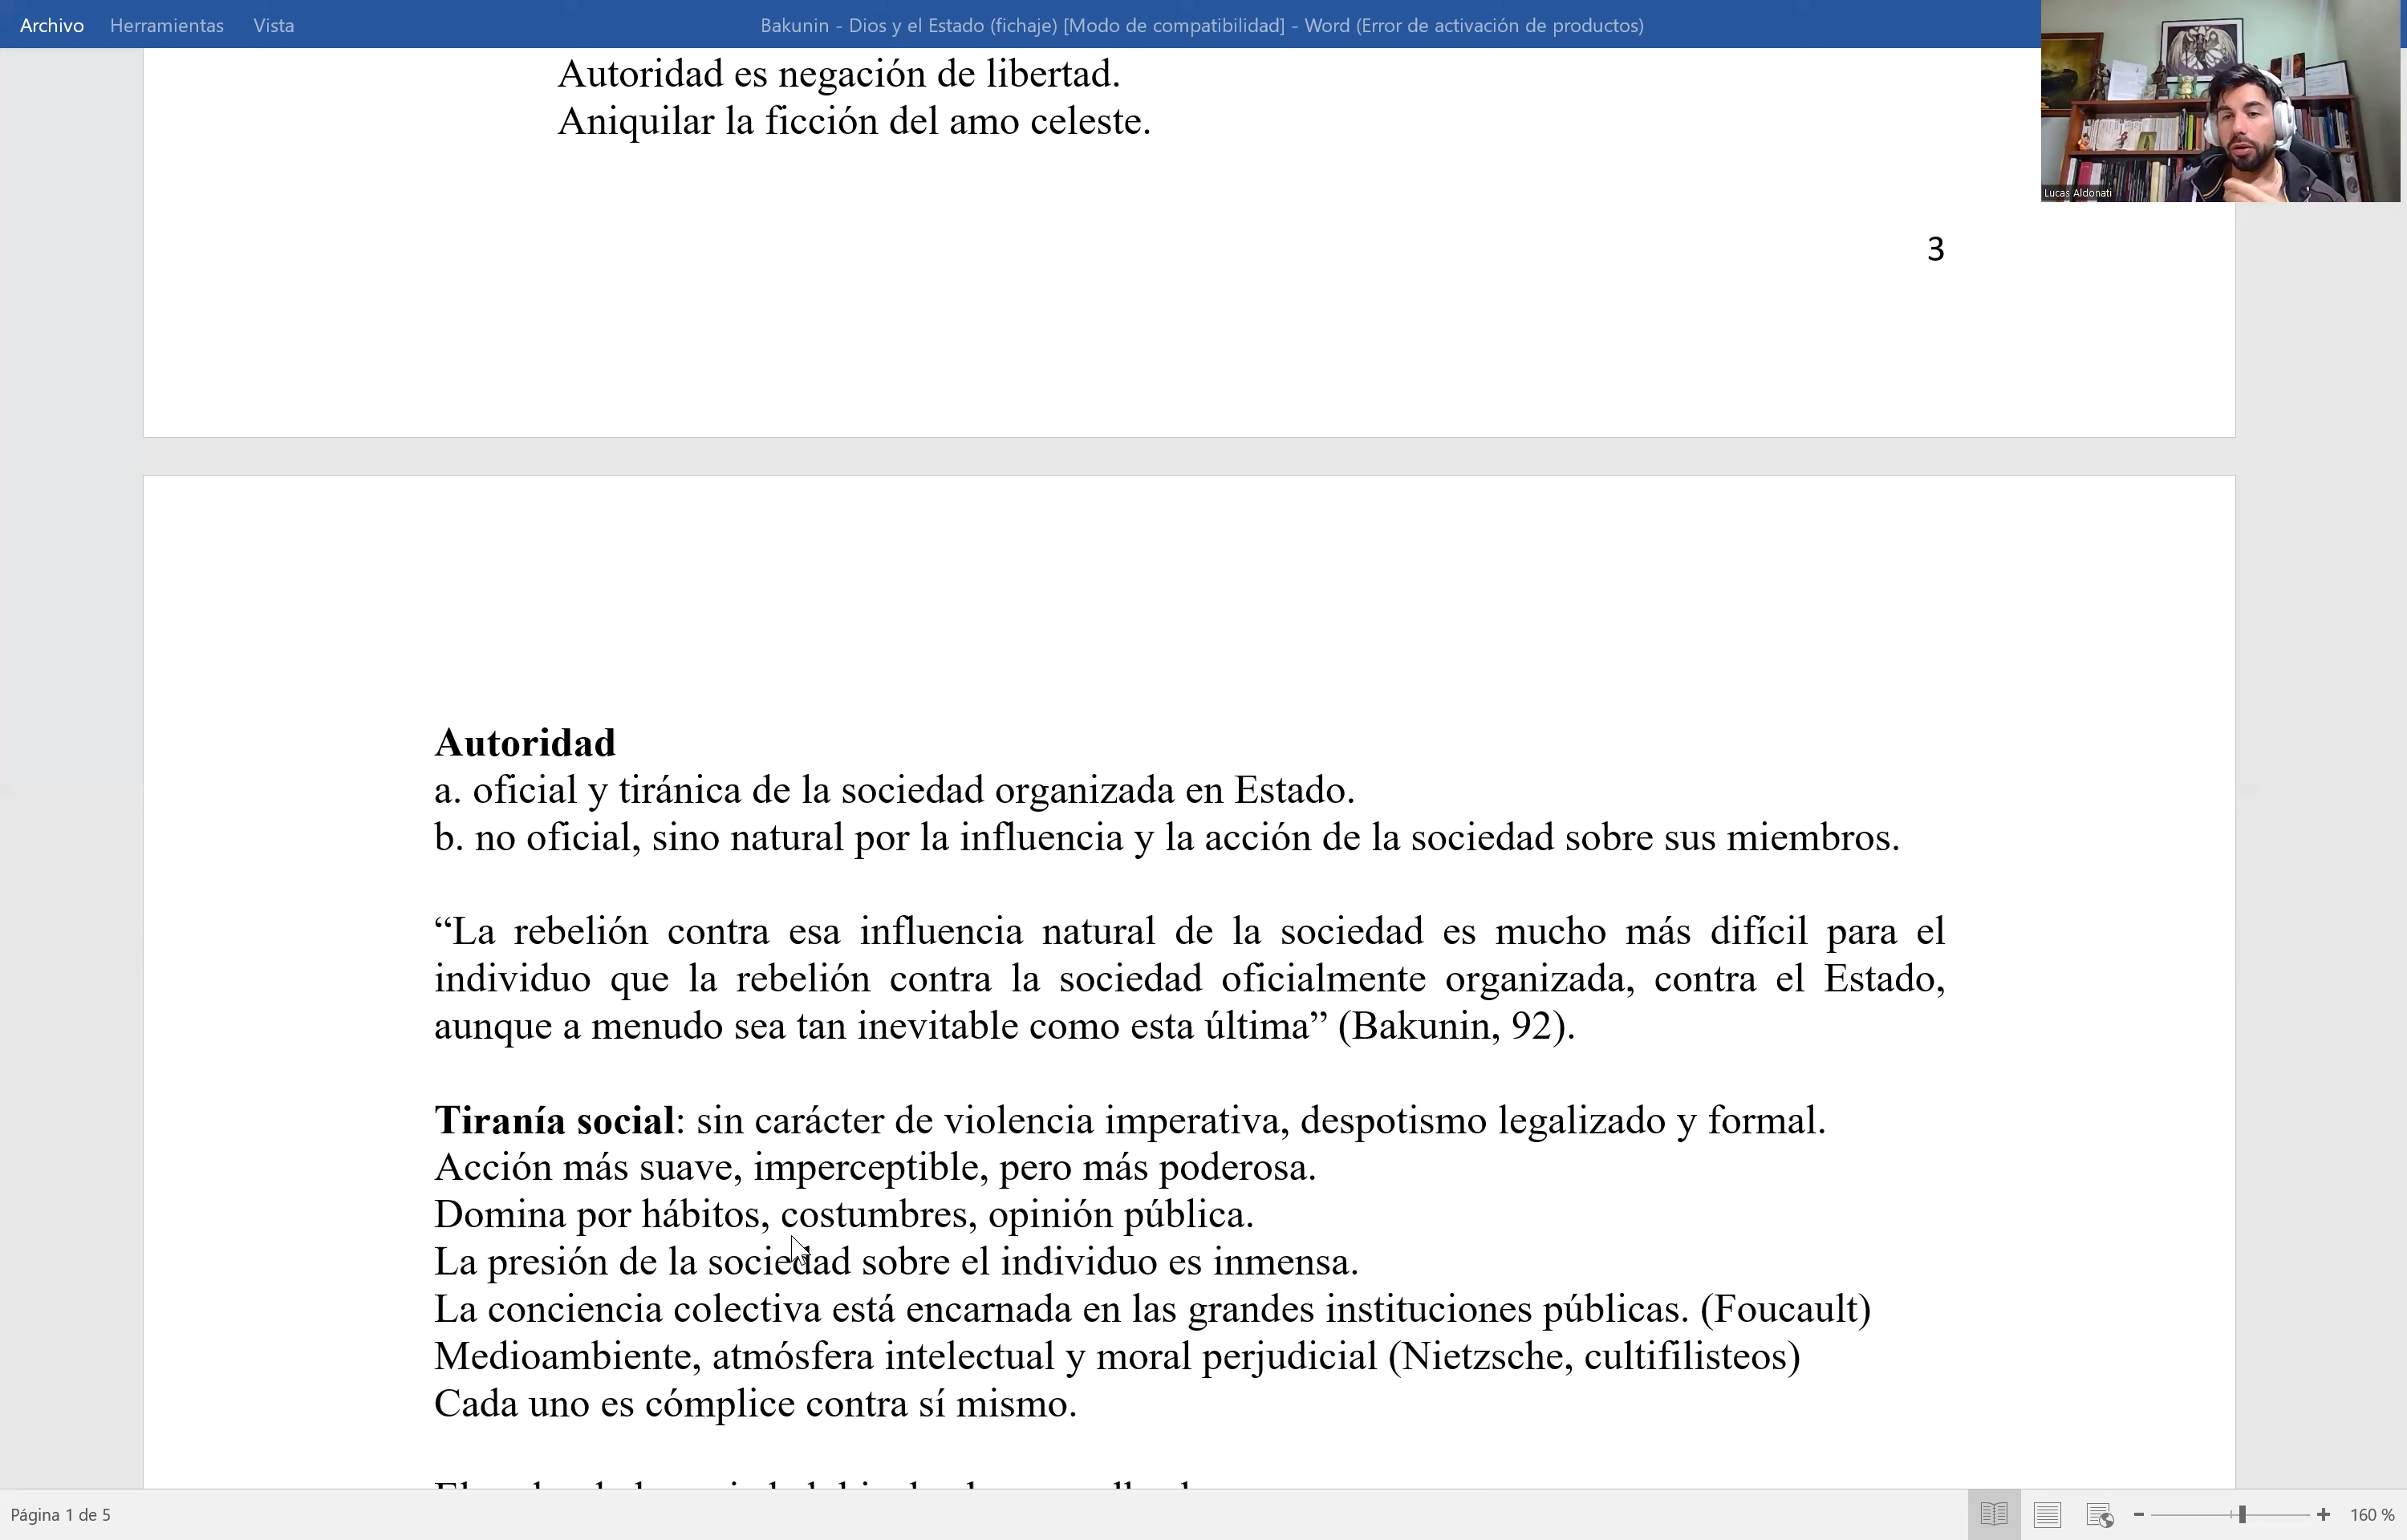 Archivo Herramientas Vista Bakunin - Dios y el Estado (fichaje) [Modo de compatibilidad] - Word (Error de activación de productos)
Lucas Aldonati
Autoridad es negación de libertad.
Aniquilar la ficción del amo celeste.
3
Autoridad
a. oficial y tiránica de la sociedad organizada en Estado.
b. no oficial, sino natural por la influencia y la acción de la sociedad sobre sus miembros.
“La rebelión contra esa influencia natural de la sociedad es mucho más difícil para el
individuo que la rebelión contra la sociedad oficialmente organizada, contra el Estado,
aunque a menudo sea tan inevitable como esta última” (Bakunin, 92).
Tiranía social: sin carácter de violencia imperativa, despotismo legalizado y formal.
Acción más suave, imperceptible, pero más poderosa.
Domina por hábitos, costumbres, opinión pública.
La presión de la sociedad sobre el individuo es inmensa.
La conciencia colectiva está encarnada en las grandes instituciones públicas. (Foucault)
Medioambiente, atmósfera intelectual y moral perjudicial (Nietzsche, cultifilisteos)
Cada uno es cómplice contra sí mismo.
Página 1 de 5
160 %